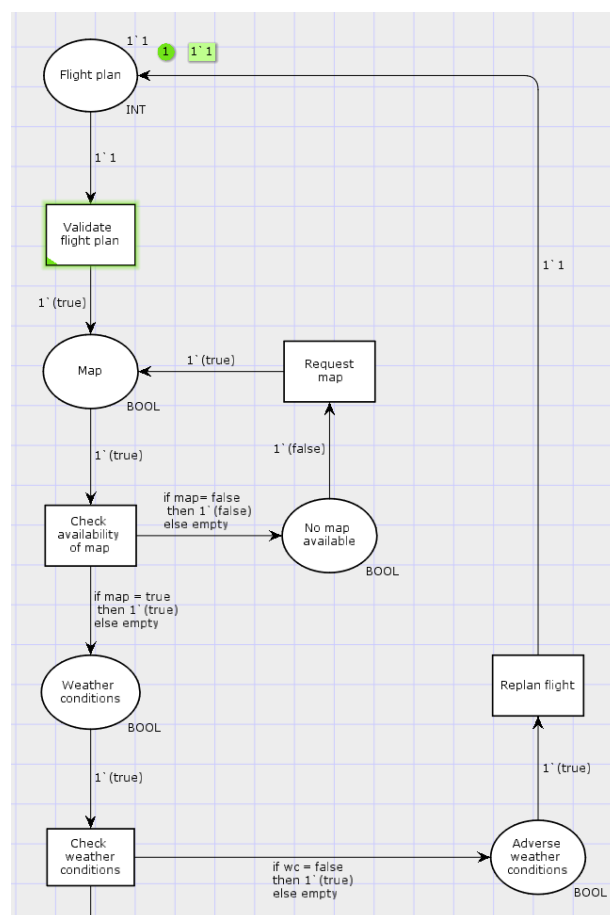 1`1
1
1`1
Flight plan
INT
1`1
Validate
flight plan
1`1
1`(true)
Map
1`(true)
Request
map
BOOL
1`(true)
1`(false)
if map= false
then 1`(false)
else empty
Check
availability
of map
No map
available
BOOL
if map = true
then 1`(true)
else empty
Weather
conditions
Replan flight
BOOL
1`(true)
1`(true)
Check
weather
conditions
Adverse
weather
conditions
if wc = false
then 1`(true)
else empty
BOOL